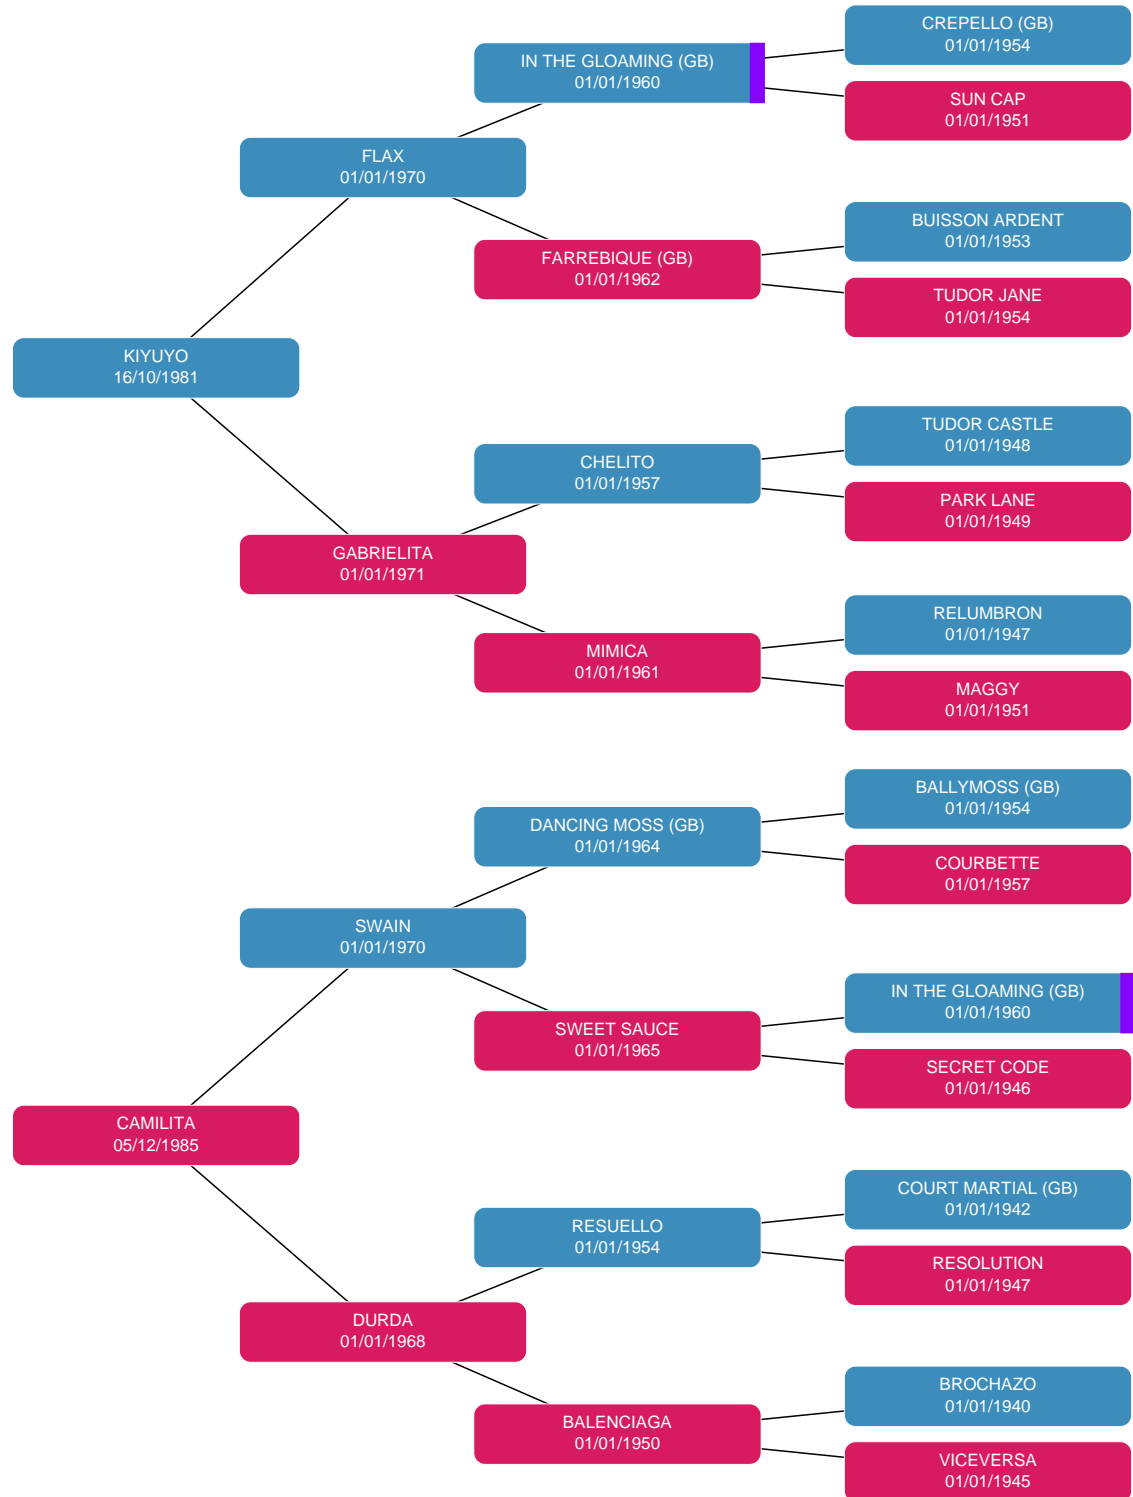 CREPELLO (GB)
01/01/1954
IN THE GLOAMING (GB)
01/01/1960
SUN CAP
01/01/1951
FLAX
01/01/1970
BUISSON ARDENT
01/01/1953
FARREBIQUE (GB)
01/01/1962
TUDOR JANE
01/01/1954
KIYUYO
16/10/1981
TUDOR CASTLE
01/01/1948
CHELITO
01/01/1957
PARK LANE
01/01/1949
GABRIELITA
01/01/1971
RELUMBRON
01/01/1947
MIMICA
01/01/1961
MAGGY
01/01/1951
BALLYMOSS (GB)
01/01/1954
DANCING MOSS (GB)
01/01/1964
COURBETTE
01/01/1957
SWAIN
01/01/1970
IN THE GLOAMING (GB)
01/01/1960
SWEET SAUCE
01/01/1965
SECRET CODE
01/01/1946
CAMILITA
05/12/1985
COURT MARTIAL (GB)
01/01/1942
RESUELLO
01/01/1954
RESOLUTION
01/01/1947
DURDA
01/01/1968
BROCHAZO
01/01/1940
BALENCIAGA
01/01/1950
VICEVERSA
01/01/1945